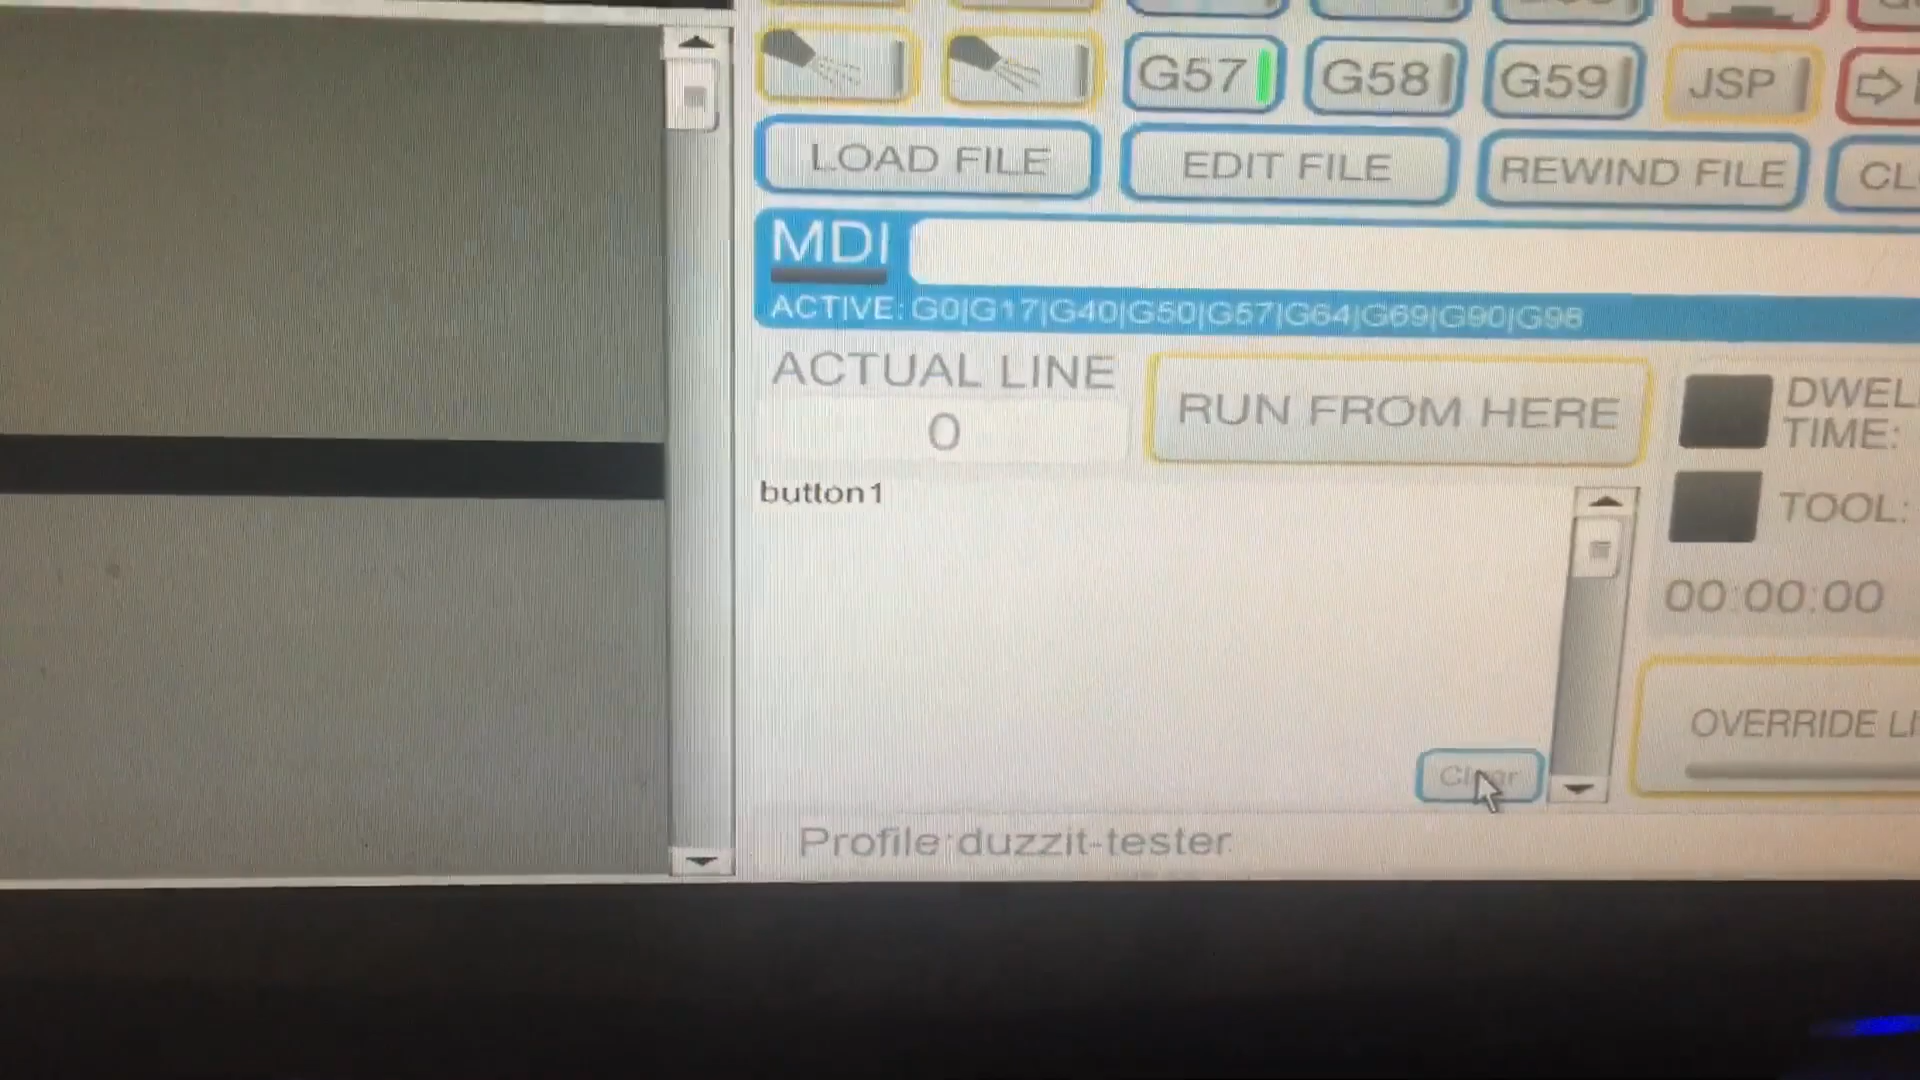 G57 G58 G59 JSP
LOAD FILE EDIT FILE REWIND FILE CL
MDI
ACTIVE: G0|G17|G40|G50|G57|G64|G69|G90|G98
ACTUAL LINE
0
RUN FROM HERE
DWEL
TIME:
TOOL:
00:00:00
button1
OVERRIDE LI
Clear
Profile:duzzit-tester